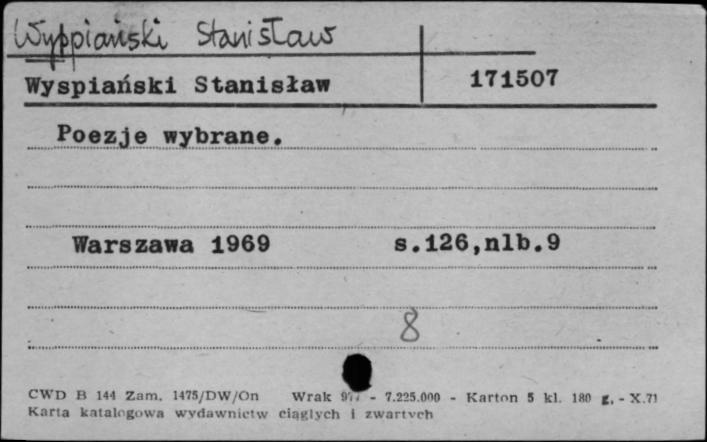 Wyspiański Stanisław
Wyspiański Stanisław 171507
Poezje wybrane.
Warszawa 1969 s.126,nlb.9
8
CWD B 144 Zam. 1475/DW/On Wrak - 7.225.000 - Karton 5 kl. 180 g. - X.71
Karta katalogowa wydawnictw ciągłych i zwartych